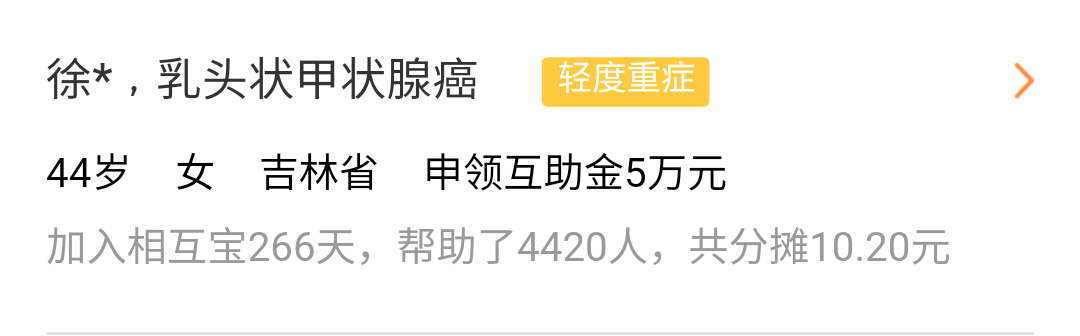 徐*，乳头状甲状腺癌 轻度重症
44岁 女 吉林省 申领互助金5万元
加入相互宝266天，帮助了4420人，共分摊10.20元